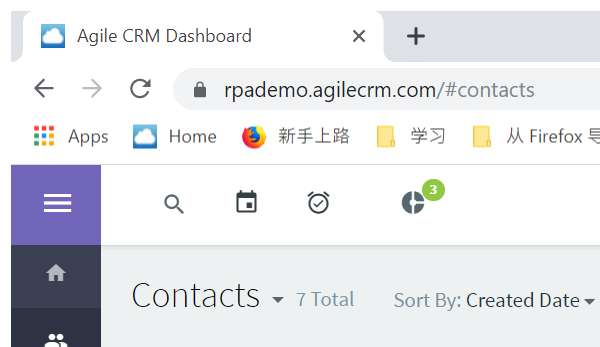 Agile CRM Dashboard
rpademo.agilecrm.com/#contacts
Apps Home 新手上路 学习 从 Firefox 导
3
Contacts 7 Total Sort By: Created Date